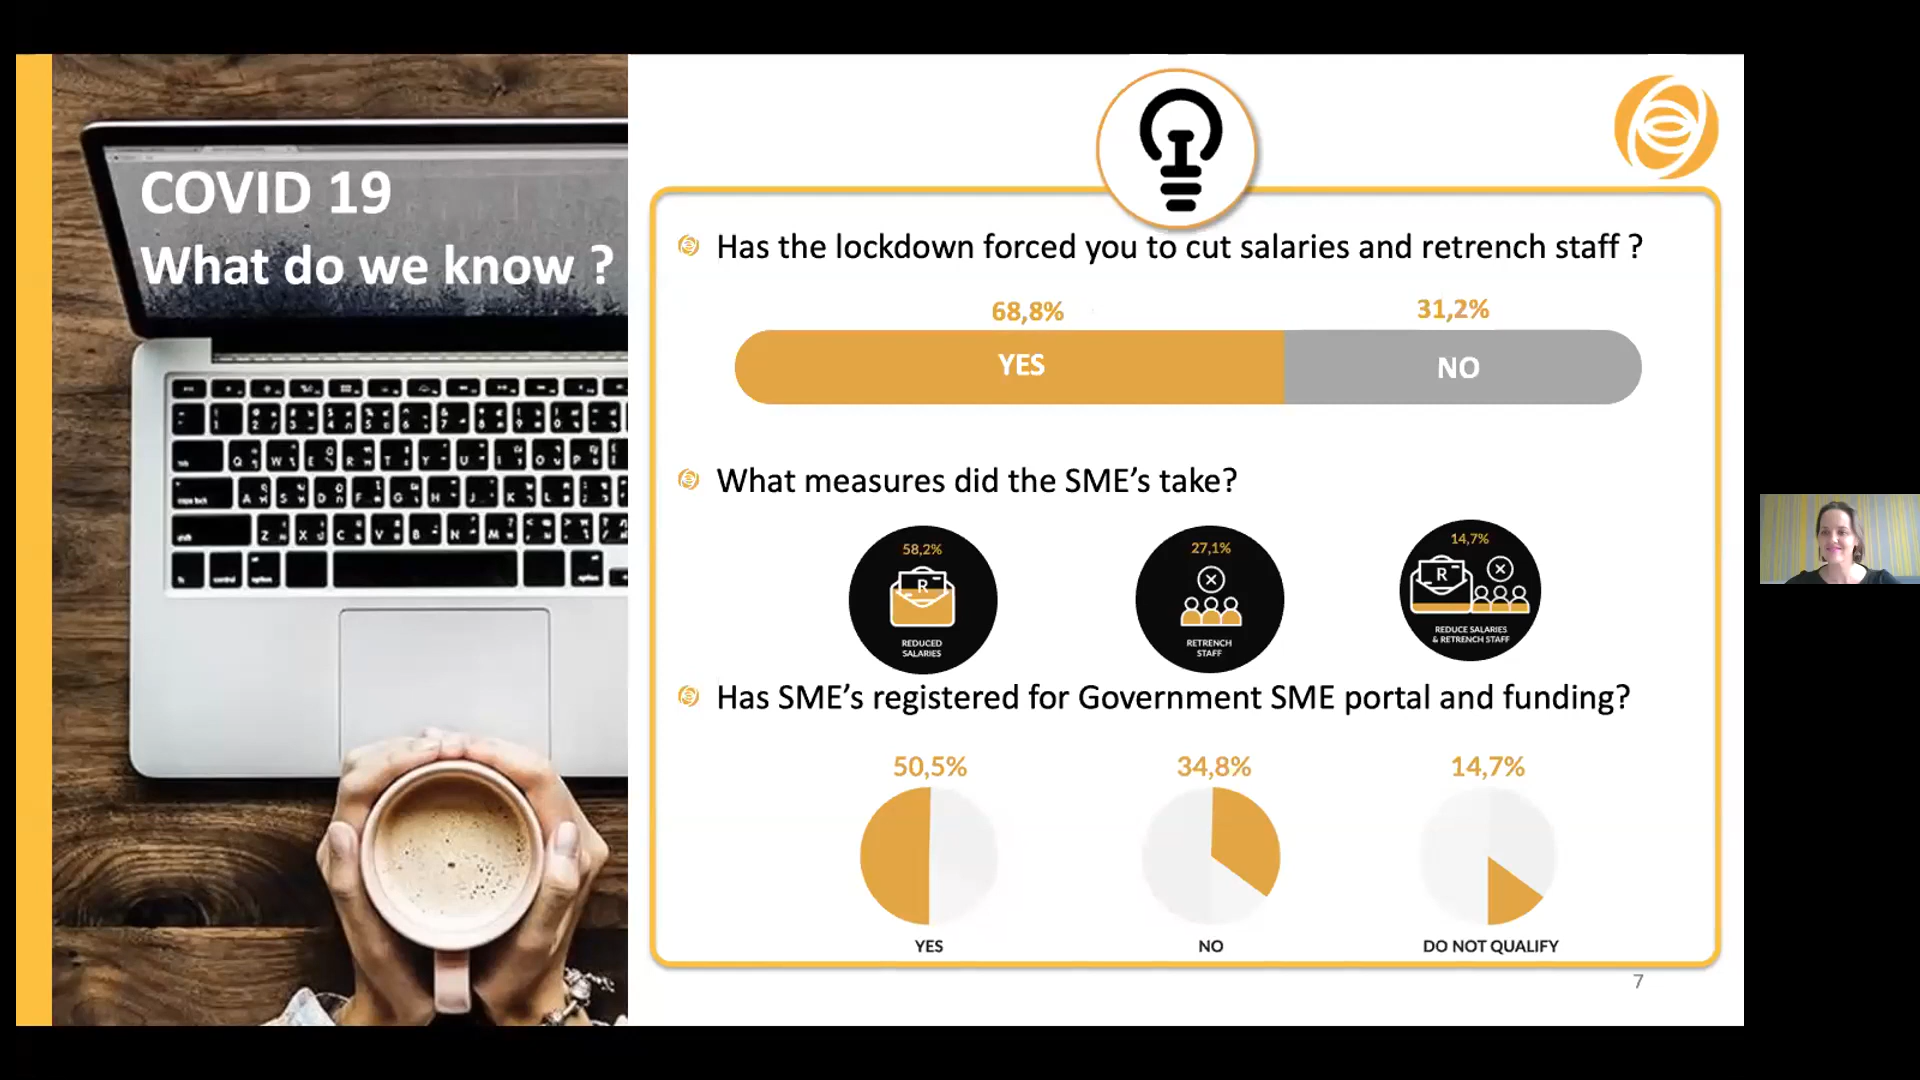 COVID 19
What do we know ?
Has the lockdown forced you to cut salaries and retrench staff ?
68,8%
31,2%
YES
NO
What measures did the SME’s take?
58,2%
R
REDUCED
SALARIES
27,1%
RETRENCH
STAFF
14,7%
R
REDUCE SALARIES
& RETRENCH STAFF
Has SME’s registered for Government SME portal and funding?
50,5%
34,8%
14,7%
YES
NO
DO NOT QUALIFY
7